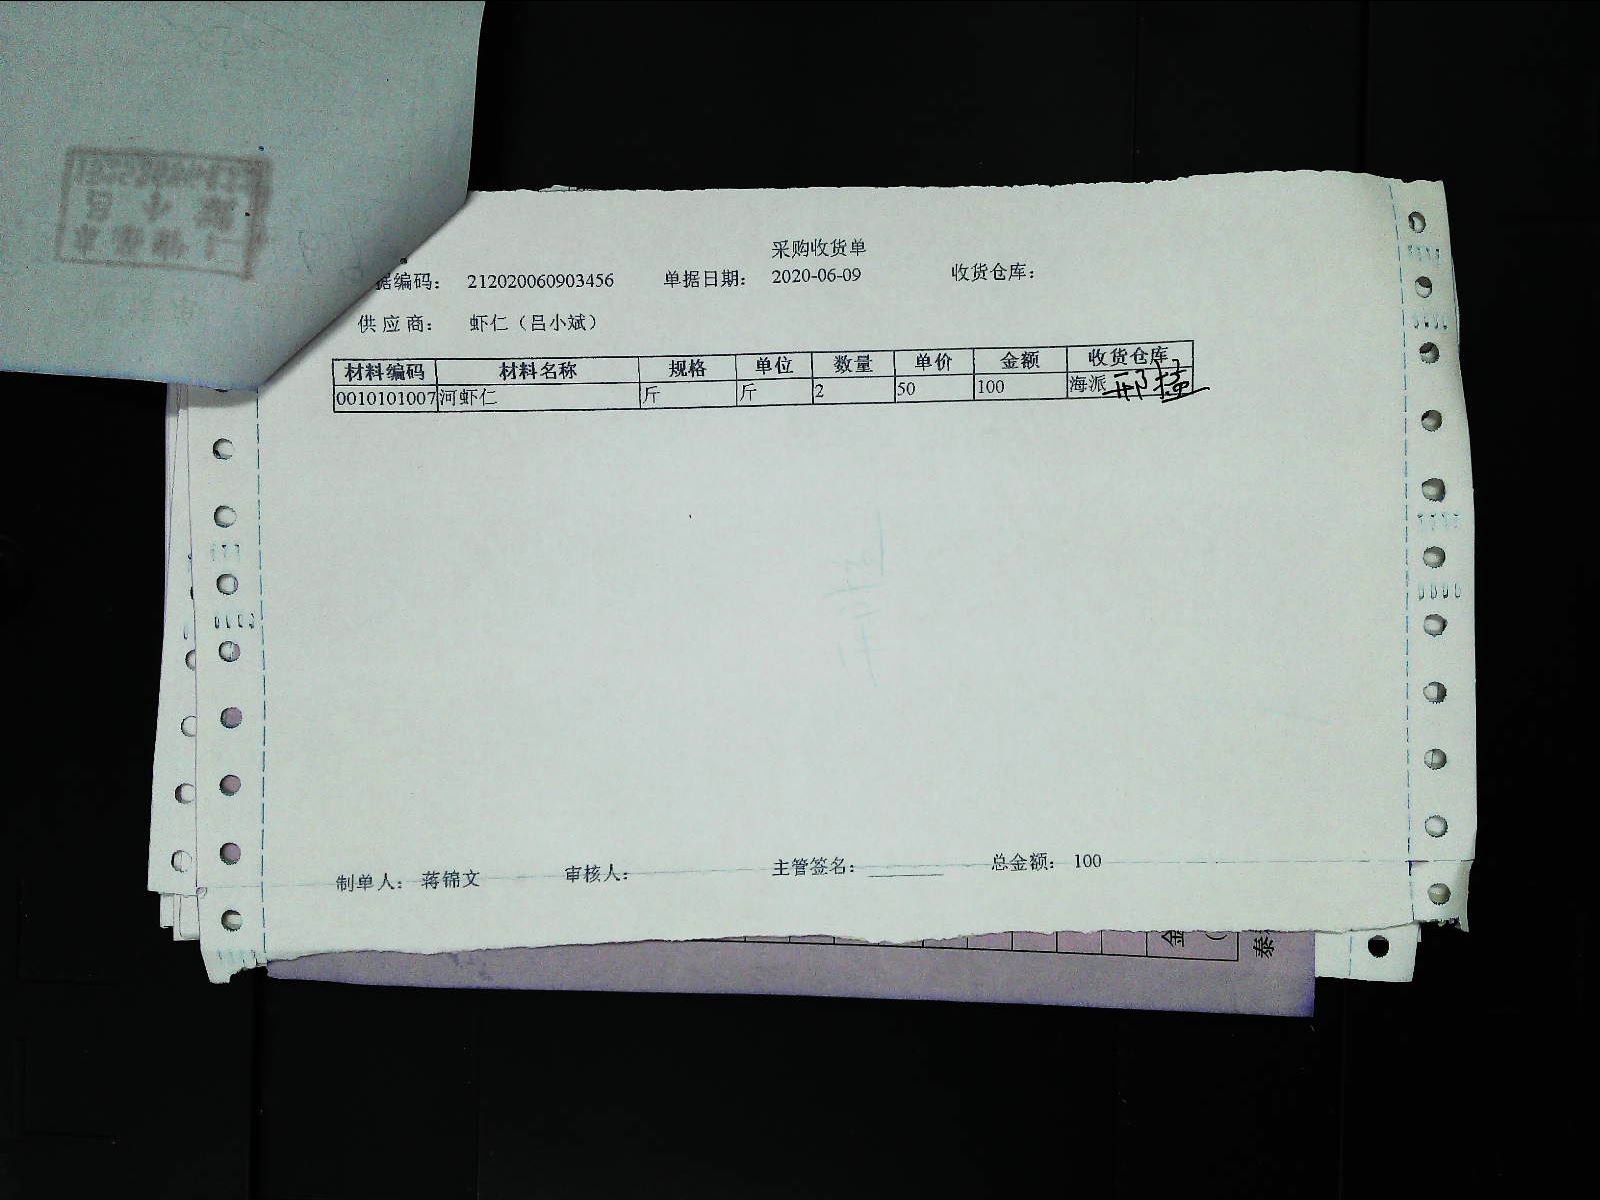 采购收货单
据编码： 212020060903456 单据日期： 2020-06-09 收货仓库：
供应商： 虾仁（吕小斌）
材料编码 材料名称 规格 单位 数量 单价 金额 收货仓库
0010101007 河虾仁 斤 斤 2 50 100 海派
制单人： 蒋锦文 审核人： 主管签名： 总金额： 100
金
泰